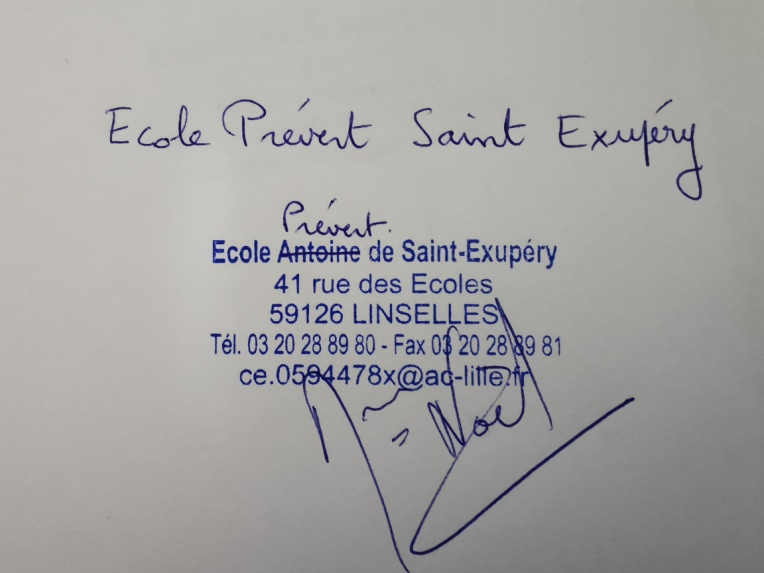 Ecole Prévert Saint Exupéry
Prévert.
Ecole Antoine de Saint-Exupéry
41 rue des Ecoles
59126 LINSELLES
Tél. 03 20 28 89 80 - Fax 03 20 28 89 81
ce.0594478x@ac-lille.fr
Noel